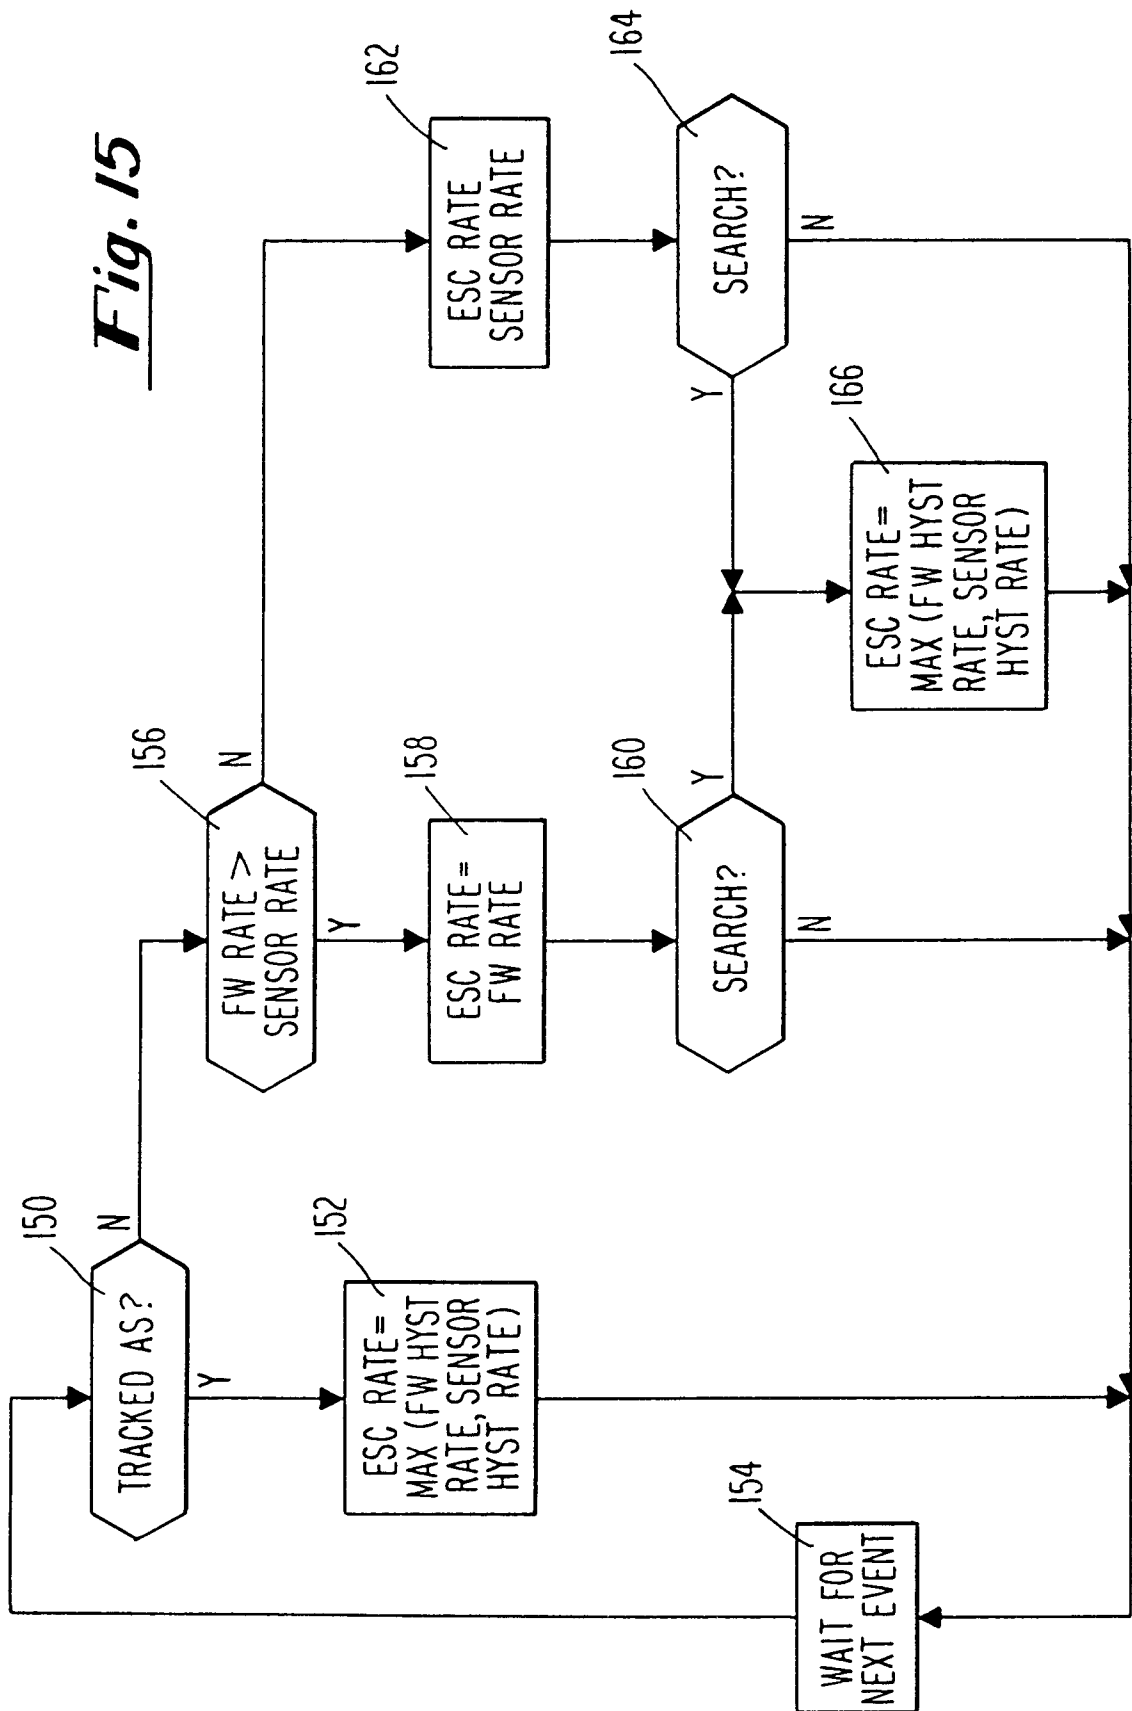 Fig. 15
150
TRACKED AS?
N
Y
152
ESC RATE=
MAX (FW HYST
RATE, SENSOR
HYST RATE)
154
WAIT FOR
NEXT EVENT
156
FW RATE >
SENSOR RATE
N
Y
158
ESC RATE=
FW RATE
160
SEARCH?
Y
N
162
ESC RATE
SENSOR RATE
164
SEARCH?
Y
N
166
ESC RATE=
MAX (FW HYST
RATE, SENSOR
HYST RATE)